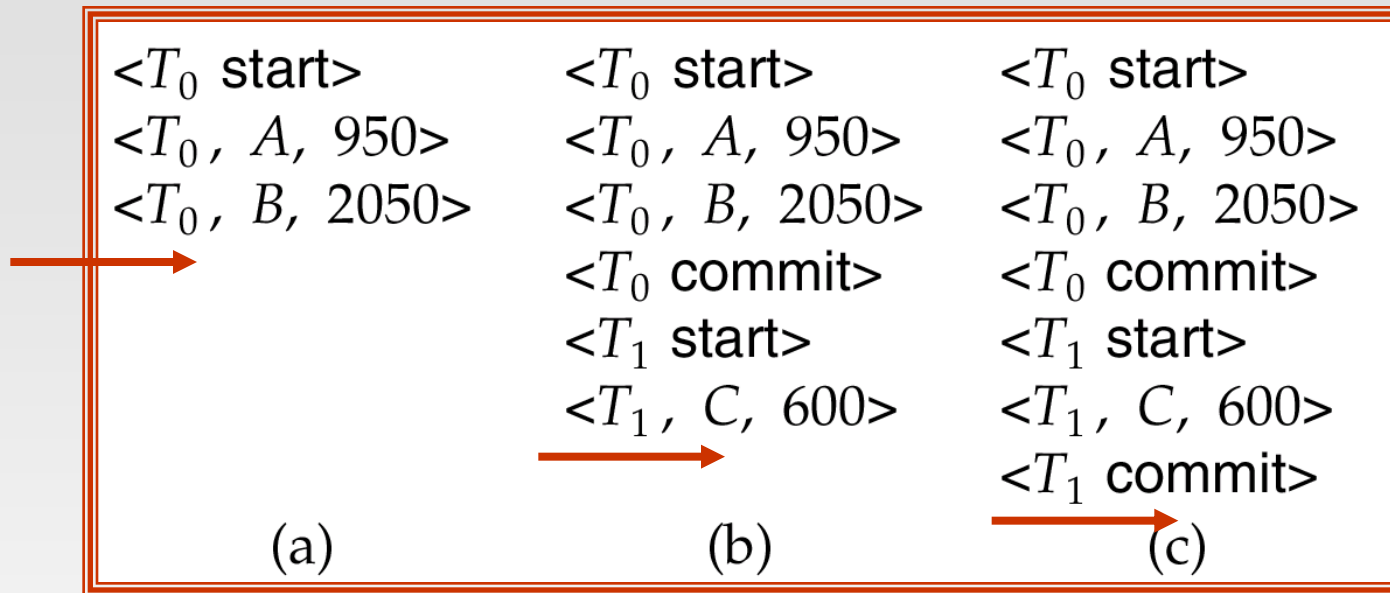 <T₀ start>
<T₀, A, 950>
<T₀, B, 2050>
(a)
<T₀ start>
<T₀, A, 950>
<T₀, B, 2050>
<T₀ commit>
<T₁ start>
<T₁, C, 600>
(b)
<T₀ start>
<T₀, A, 950>
<T₀, B, 2050>
<T₀ commit>
<T₁ start>
<T₁, C, 600>
<T₁ commit>
(c)